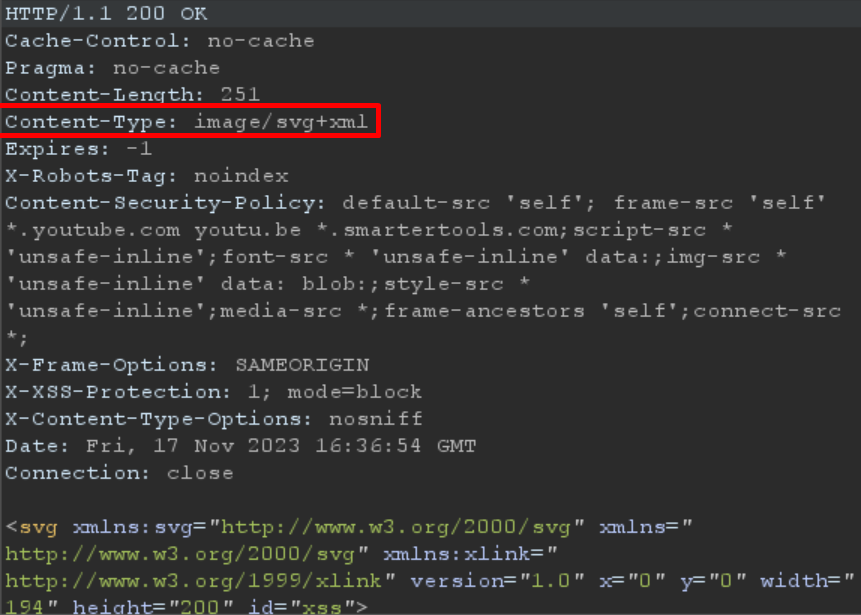 HTTP/1.1 200 OK
Cache-Control: no-cache
Pragma: no-cache
Content-Length: 251
Content-Type: image/svg+xml
Expires: -1
X-Robots-Tag: noindex
Content-Security-Policy: default-src 'self'; frame-src 'self'
*.youtube.com youtu.be *.smartertools.com;script-src *
'unsafe-inline';font-src * 'unsafe-inline' data:;img-src *
'unsafe-inline' data: blob:;style-src *
'unsafe-inline';media-src *;frame-ancestors 'self';connect-src
*;
X-Frame-Options: SAMEORIGIN
X-XSS-Protection: 1; mode=block
X-Content-Type-Options: nosniff
Date: Fri, 17 Nov 2023 16:36:54 GMT
Connection: close
<svg xmlns:svg="http://www.w3.org/2000/svg" xmlns="
http://www.w3.org/2000/svg" xmlns:xlink="
http://www.w3.org/1999/xlink" version="1.0" x="0" y="0" width="
194" height="200" id="xss">